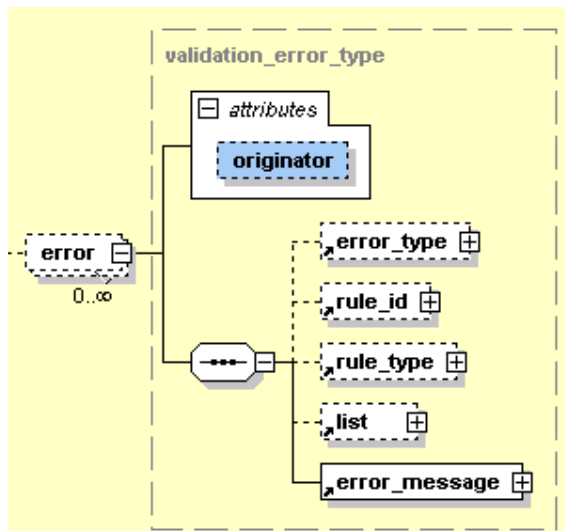 validation_error_type
attributes
originator
error
0..∞
error_type
rule_id
rule_type
list
error_message